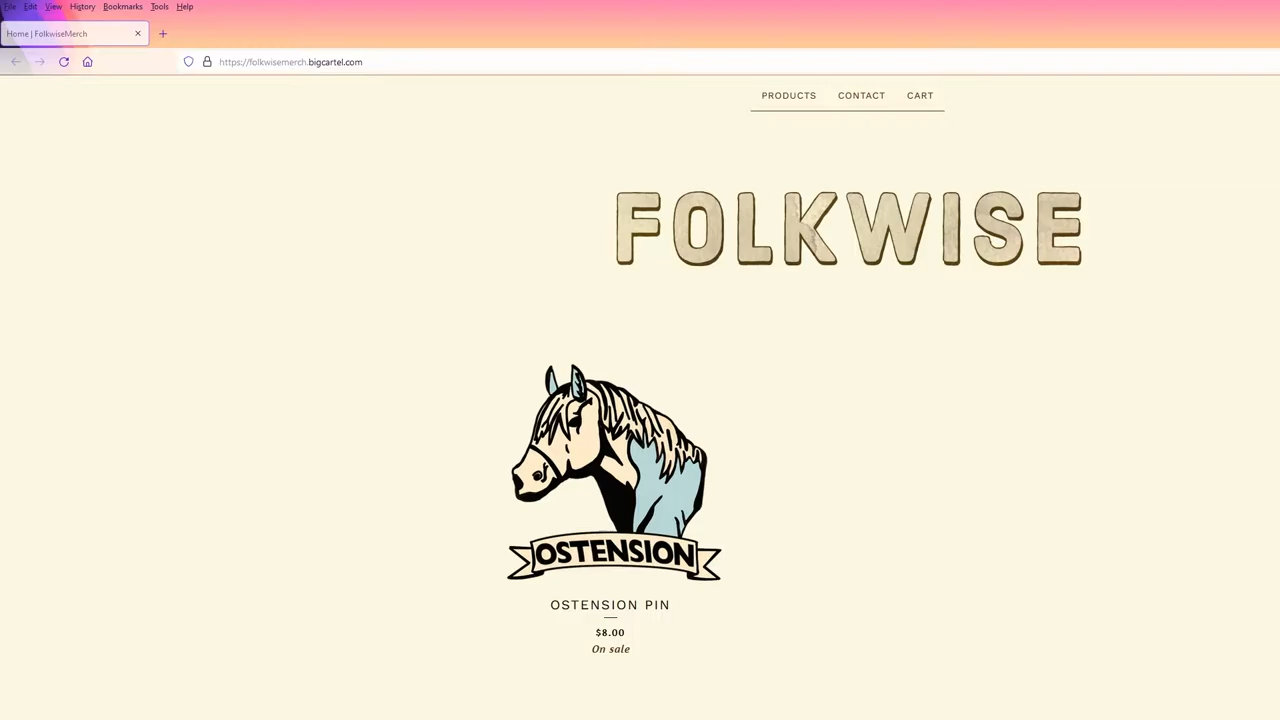 File Edit View History Bookmarks Tools Help
Home | FolkwiseMerch
https://folkwisemerch.bigcartel.com
PRODUCTS CONTACT CART
FOLKWISE
OSTENSION
OSTENSION PIN
$8.00
On sale